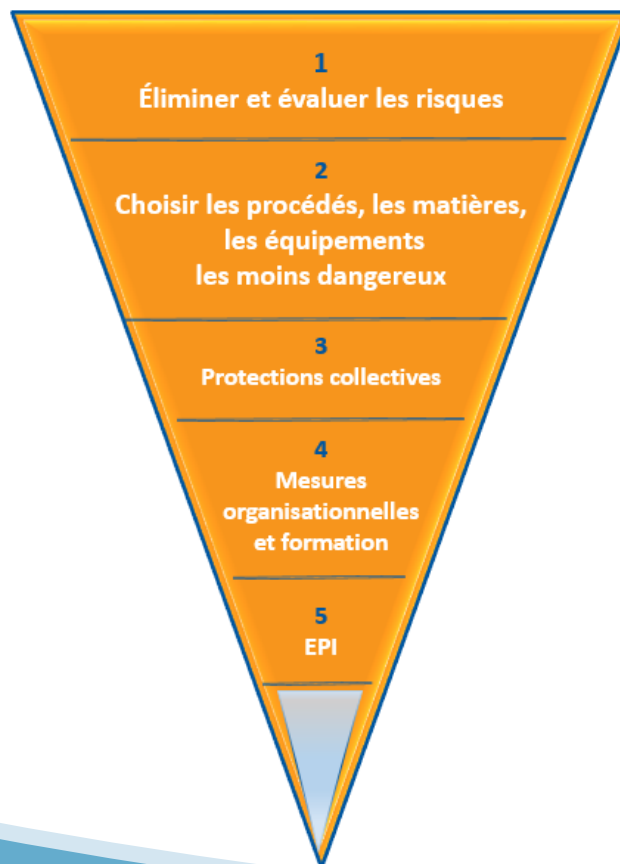 1
Éliminer et évaluer les risques
2
Choisir les procédés, les matières,
les équipements
les moins dangereux
3
Protections collectives
4
Mesures
organisationnelles
et formation
5
EPI